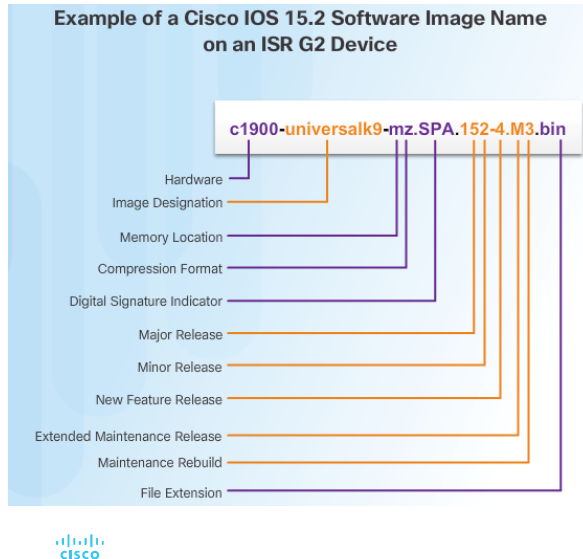 Example of a Cisco IOS 15.2 Software Image Name
on an ISR G2 Device
c1900-universalk9-mz.SPA.152-4.M3.bin
Hardware
Image Designation
Memory Location
Compression Format
Digital Signature Indicator
Major Release
Minor Release
New Feature Release
Extended Maintenance Release
Maintenance Rebuild
File Extension
cisco